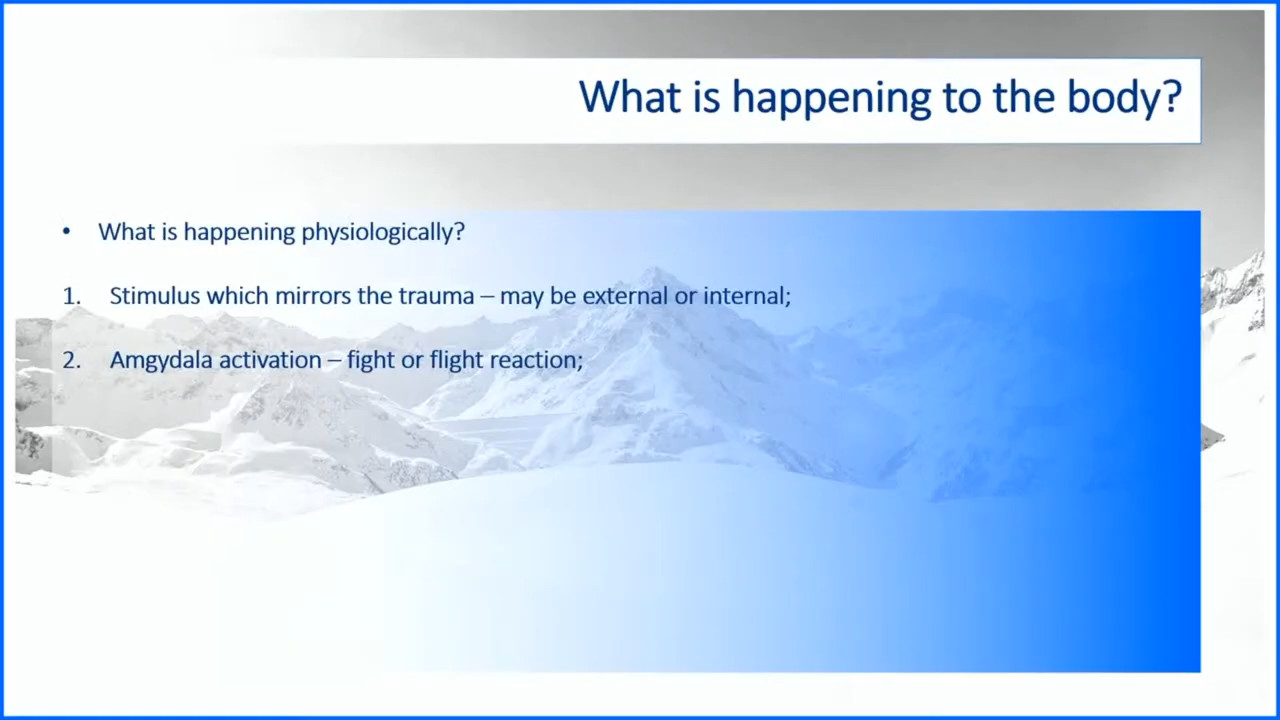 What is happening to the body?
• What is happening physiologically?
1. Stimulus which mirrors the trauma – may be external or internal;
2. Amgydala activation – fight or flight reaction;